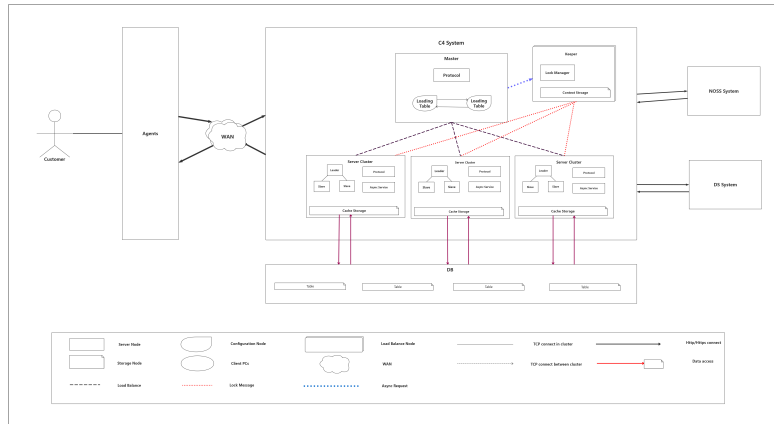 C4 System
Master
Keeper
Protocol
Lock Manager
Loading
Table
Loading
Table
Context Storage
NOSS System
Agents
WAN
Customer
Server Cluster
Server Cluster
Server Cluster
Leader
Protocol
Leader
Protocol
Leader
Protocol
Slave
Slave
Async Service
Slave
Slave
Async Service
Slave
Slave
Async Service
DS System
Cache Storage
Cache Storage
Cache Storage
DB
Table
Table
Table
Table
Server Node
Configuration Node
Load Balance Node
TCP connect in cluster
Http/Https connect
Storage Node
Client PCs
WAN
TCP connect between cluster
Data access
Load Balance
Lock Message
Async Request